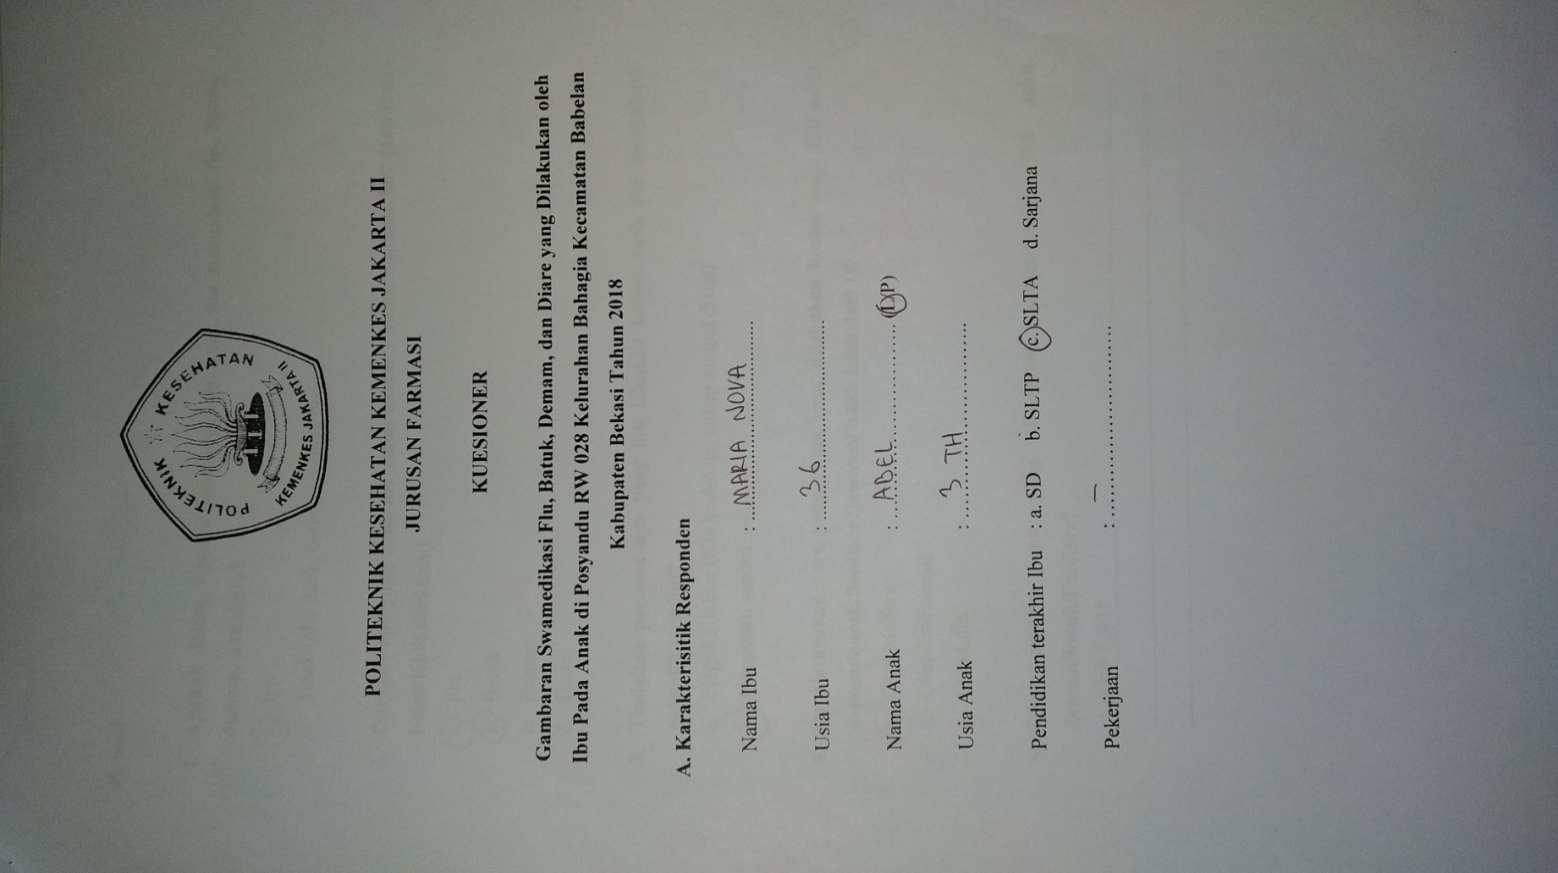 POLITEKNIK KESEHATAN
KEMENKES JAKARTA II
POLITEKNIK KESEHATAN KEMENKES JAKARTA II
JURUSAN FARMASI
KUESIONER
Gambaran Swamedikasi Flu, Batuk, Demam, dan Diare yang Dilakukan oleh
Ibu Pada Anak di Posyandu RW 028 Kelurahan Bahagia Kecamatan Babelan
Kabupaten Bekasi Tahun 2018
A. Karakterisitik Responden
Nama Ibu : MARIA NOVA
Usia Ibu : 36
Nama Anak : ABEL (L/P)
Usia Anak : 3 TH
Pendidikan terakhir Ibu : a. SD b. SLTP c. SLTA d. Sarjana
Pekerjaan : –